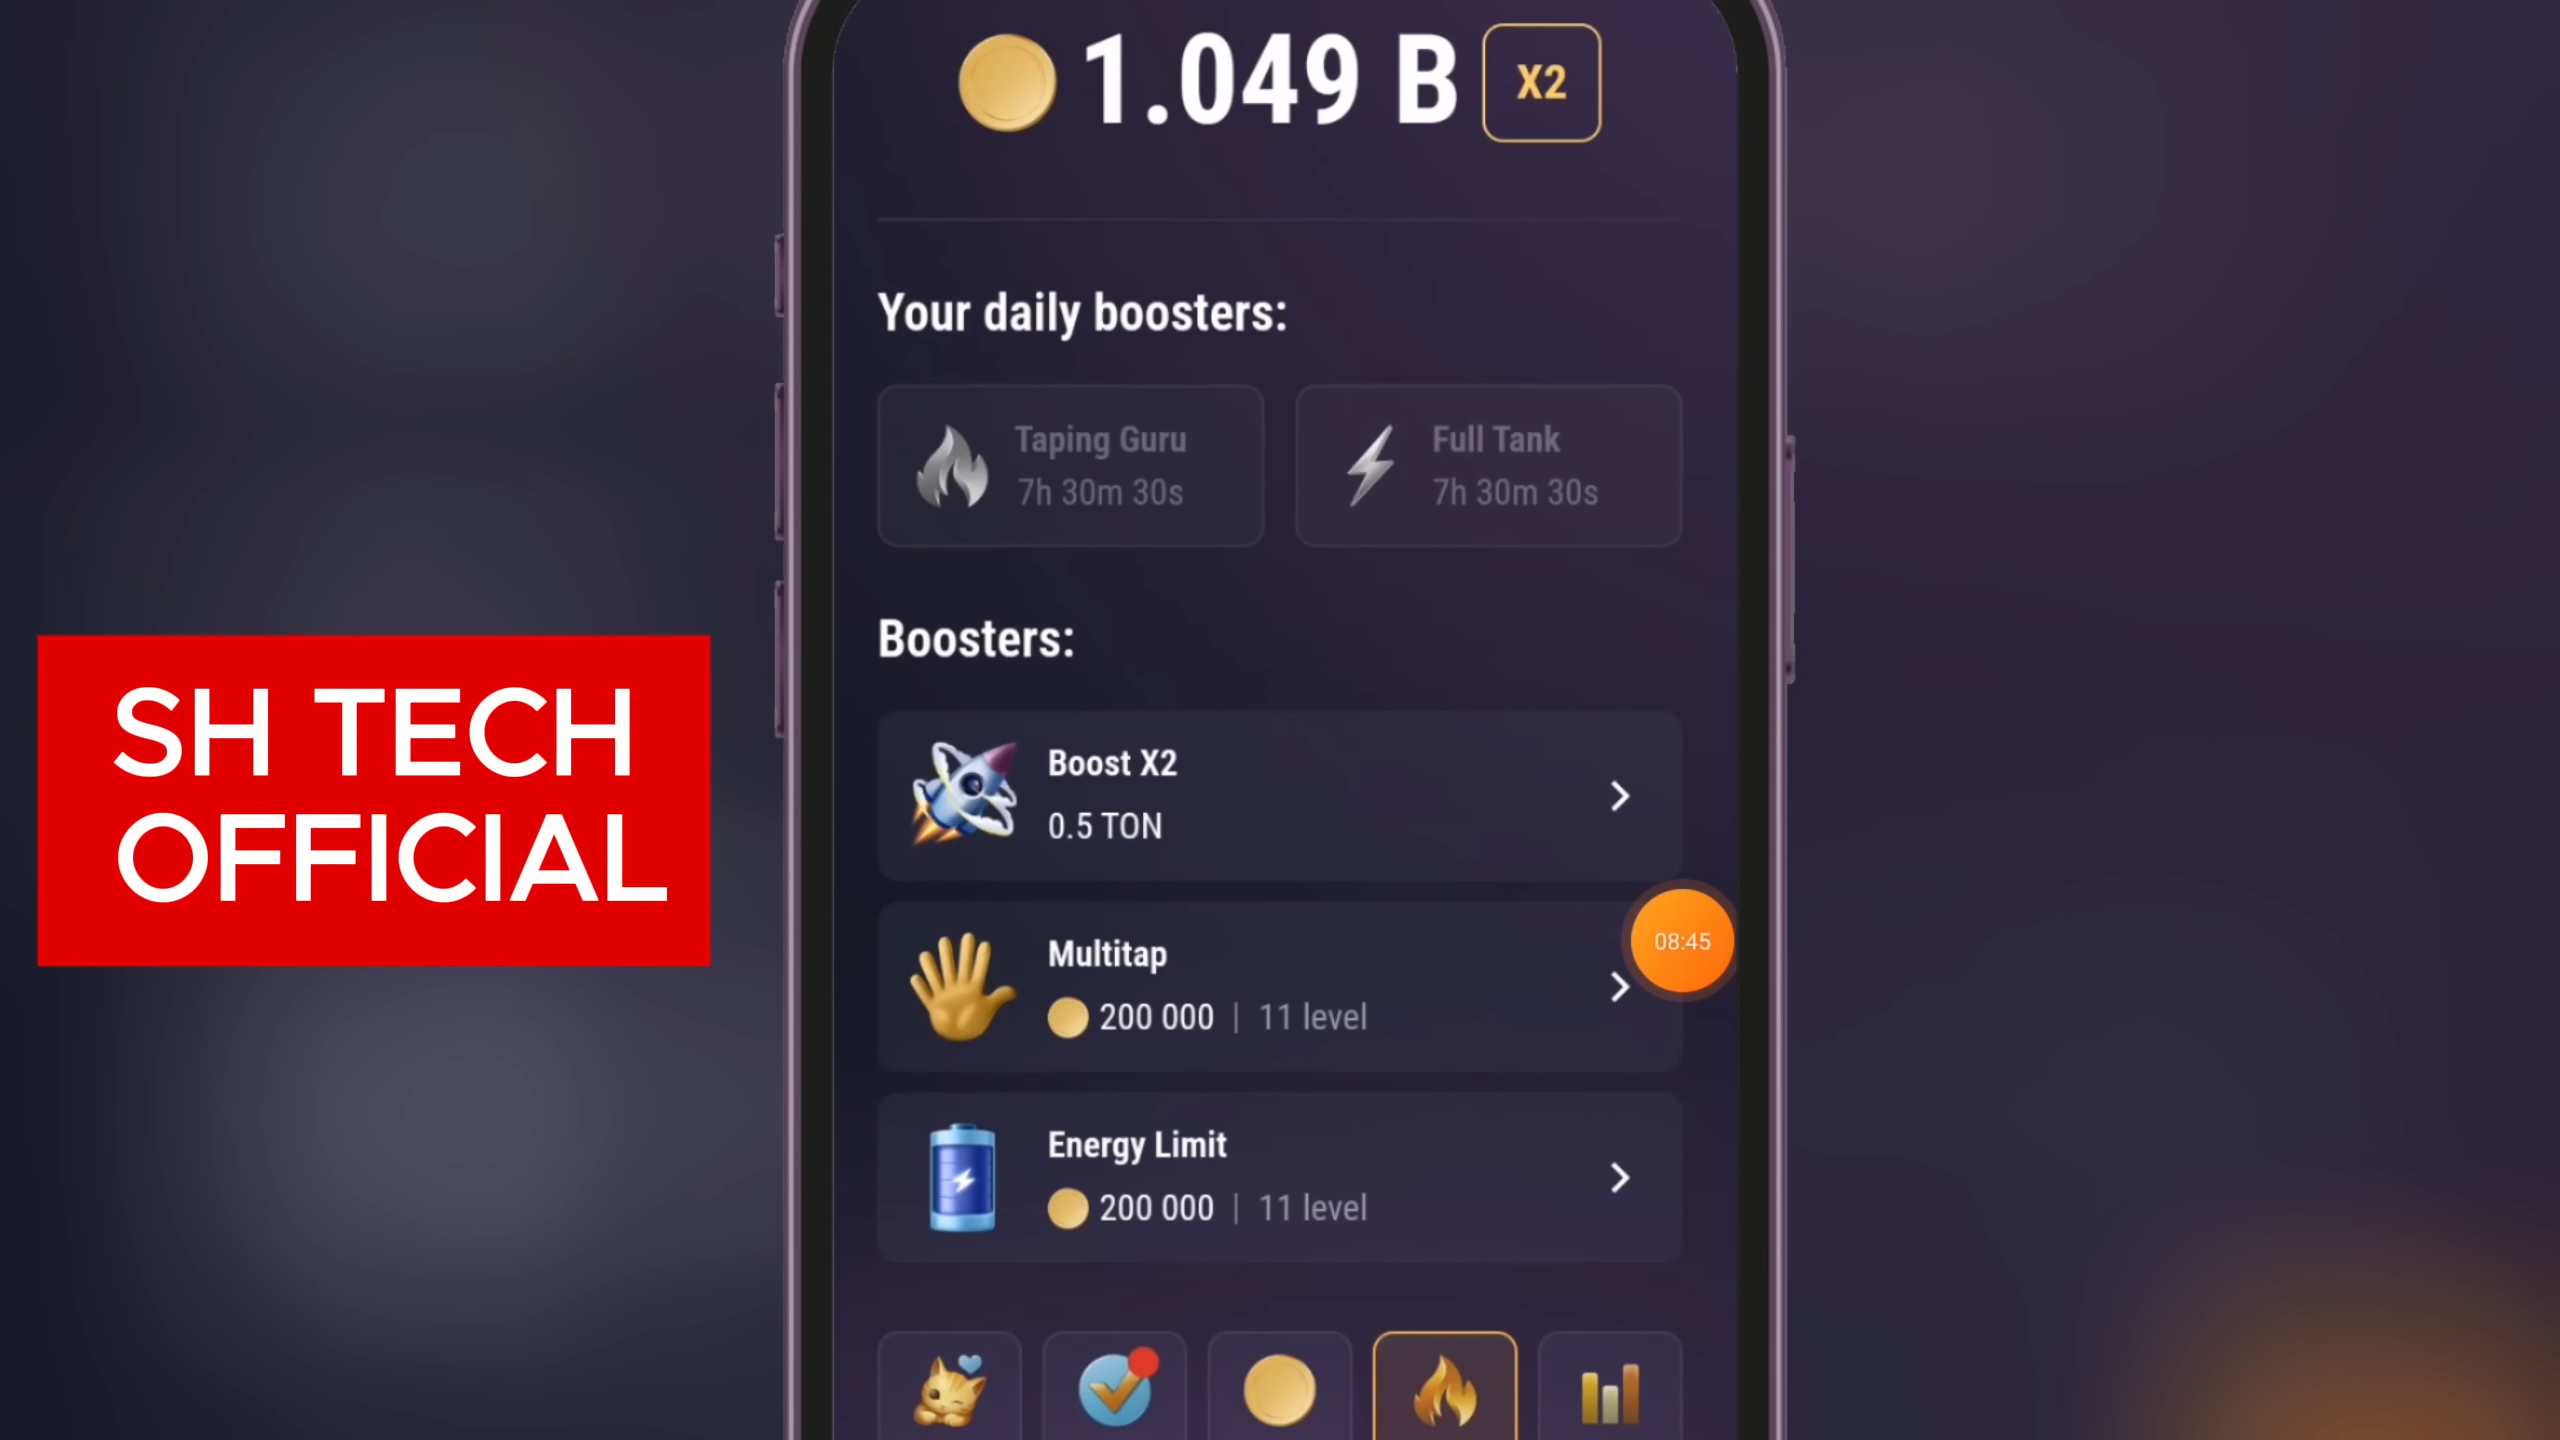 1.049 B X2
Your daily boosters:
Taping Guru
7h 30m 30s
Full Tank
7h 30m 30s
Boosters:
Boost X2
0.5 TON
Multitap
200 000 | 11 level
08:45
Energy Limit
200 000 | 11 level
SH TECH
OFFICIAL